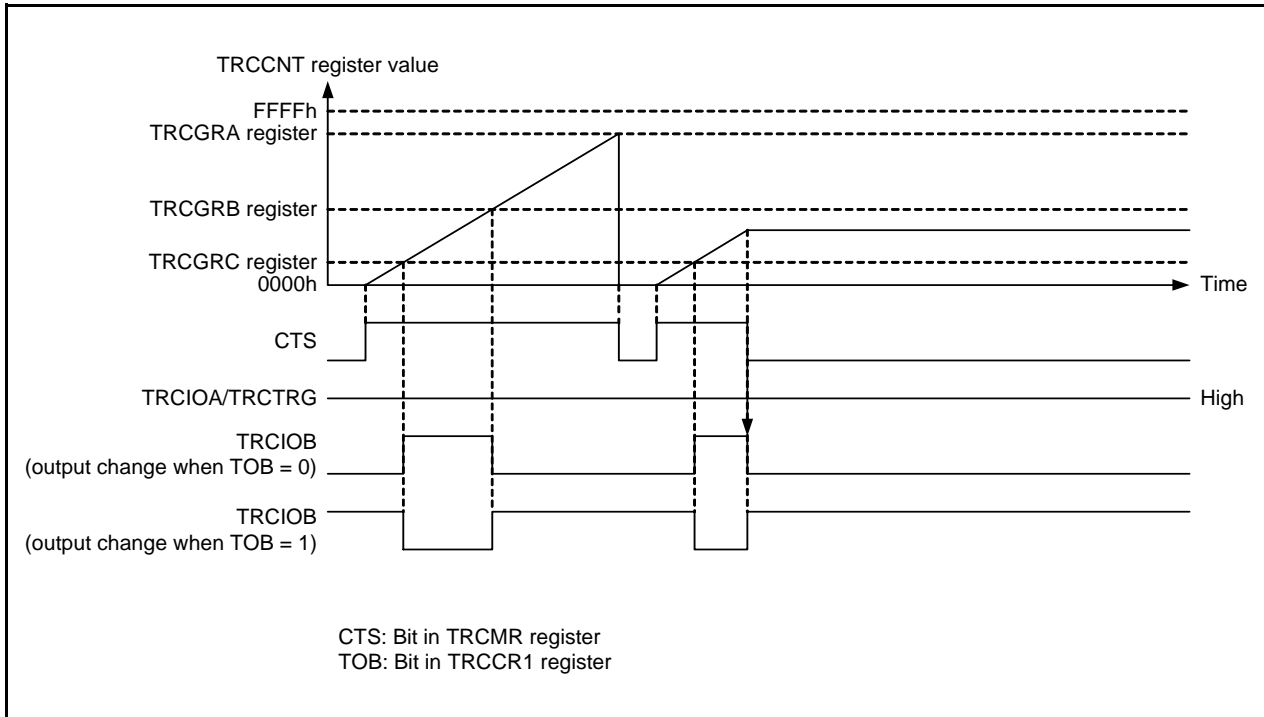 TRCCNT register value
FFFFh
TRCGRA register
TRCGRB register
TRCGRC register
0000h
Time
CTS
TRCIOA/TRCTRG
High
TRCIOB
(output change when TOB = 0)
TRCIOB
(output change when TOB = 1)
CTS: Bit in TRCMR register
TOB: Bit in TRCCR1 register